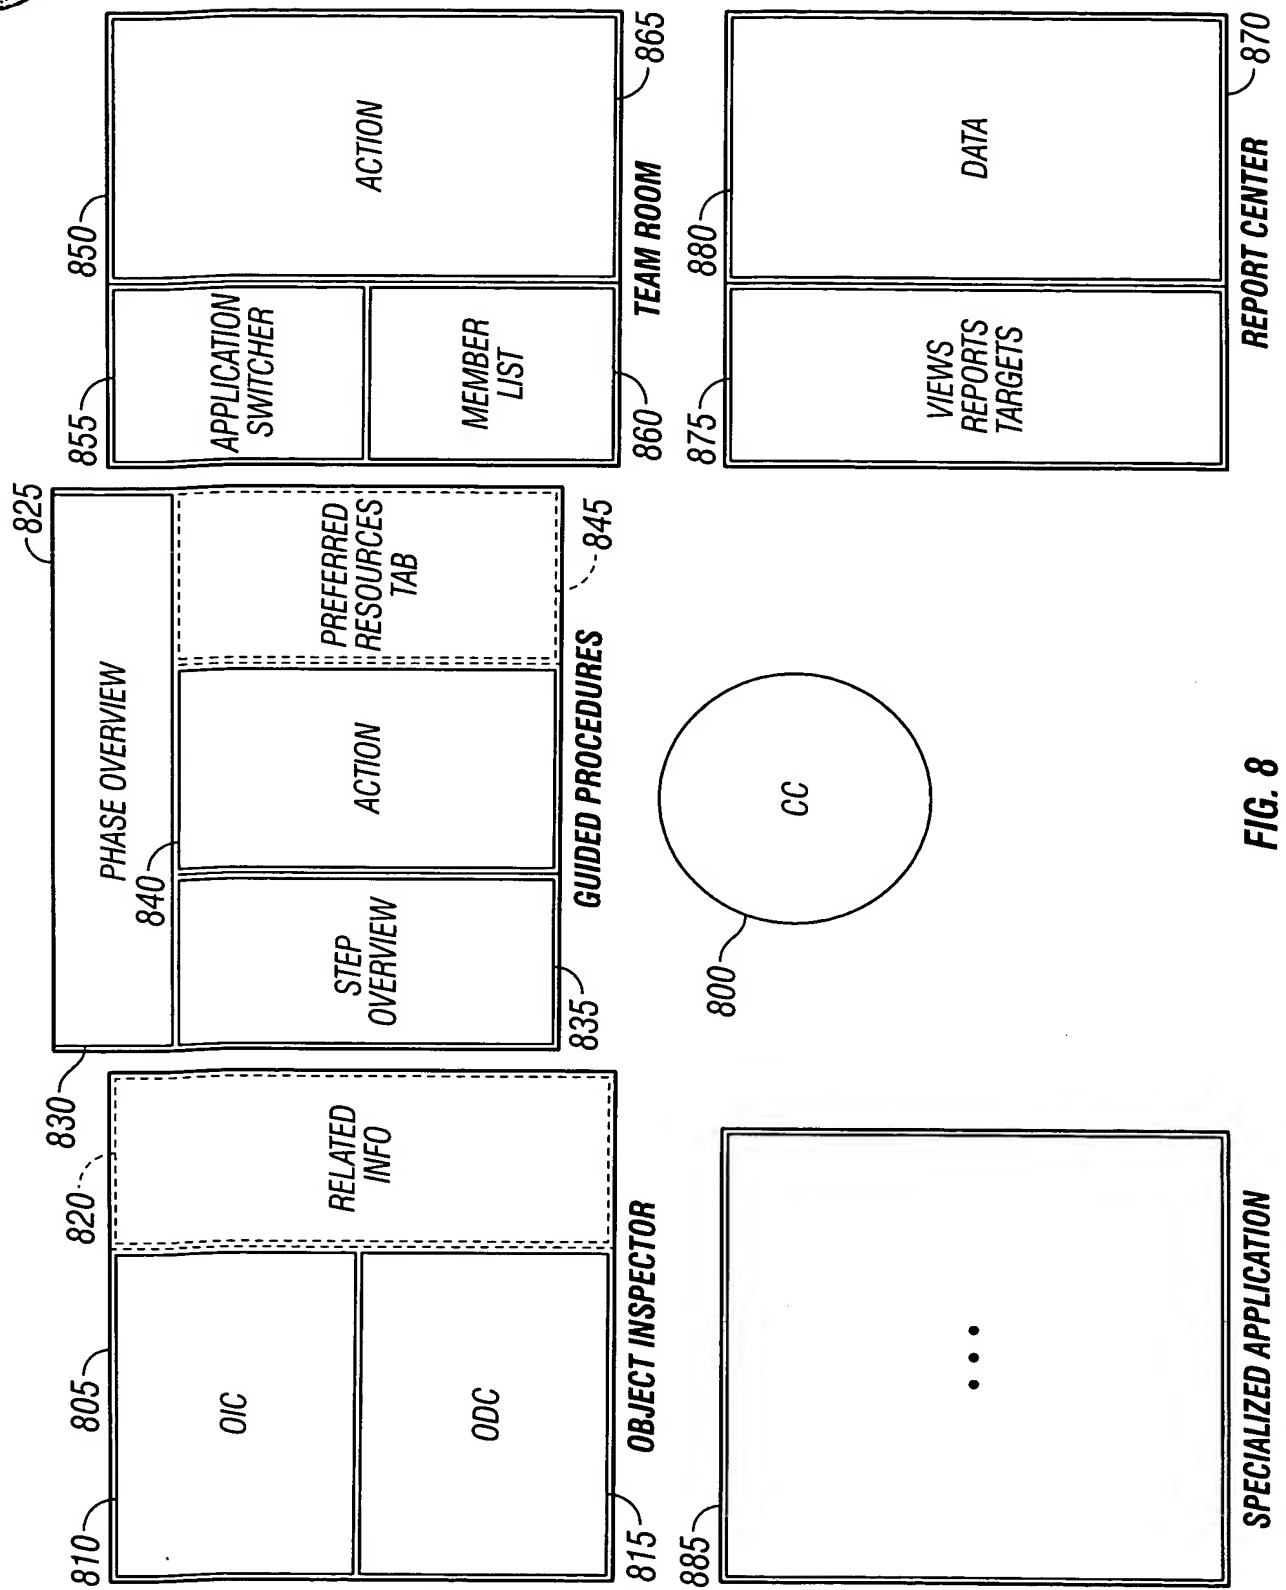 805
810
OIC
815
ODC
820
RELATED
INFO
OBJECT INSPECTOR
825
830
PHASE OVERVIEW
835
STEP
OVERVIEW
840
ACTION
845
PREFERRED
RESOURCES
TAB
GUIDED PROCEDURES
850
855
APPLICATION
SWITCHER
860
MEMBER
LIST
865
ACTION
TEAM ROOM
885
SPECIALIZED APPLICATION
800
CC
870
875
VIEWS
REPORTS
TARGETS
880
DATA
REPORT CENTER
FIG. 8